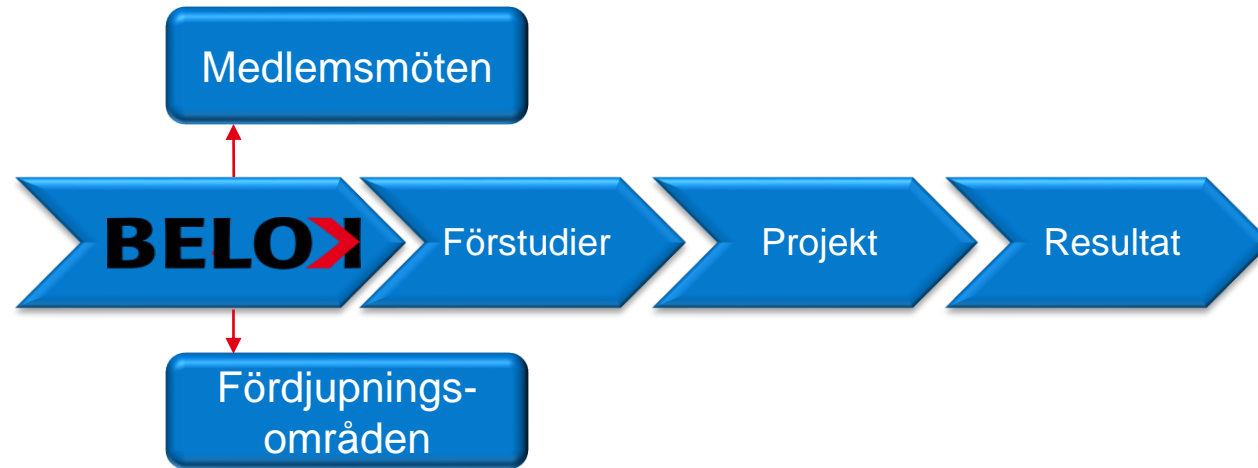 Medlemsmöten
BELOK
Förstudier
Projekt
Resultat
Fördjupnings-
områden